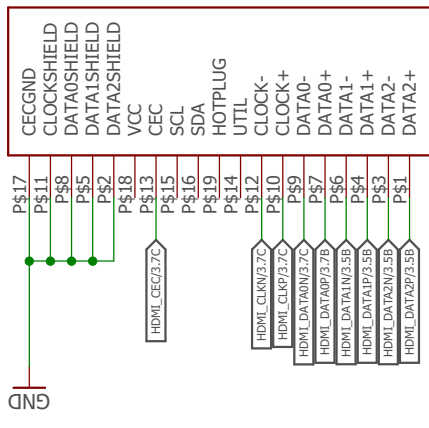 CECGND
CLOCKSHIELD
DATA0SHIELD
DATA1SHIELD
DATA2SHIELD
VCC
CEC
SCL
SDA
HOTPLUG
UTIL
CLOCK-
CLOCK+
DATA0-
DATA0+
DATA1-
DATA1+
DATA2-
DATA2+
P$17
P$11
P$8
P$5
P$2
P$18
P$13
P$15
P$16
P$19
P$14
P$12
P$10
P$9
P$7
P$6
P$4
P$3
P$1
HDMI_CEC/3.7C
HDMI_CLKN/3.7C
HDMI_CLKP/3.7C
HDMI_DATA0N/3.7C
HDMI_DATA0P/3.7B
HDMI_DATA1N/3.5B
HDMI_DATA1P/3.5B
HDMI_DATA2N/3.5B
HDMI_DATA2P/3.5B
GND